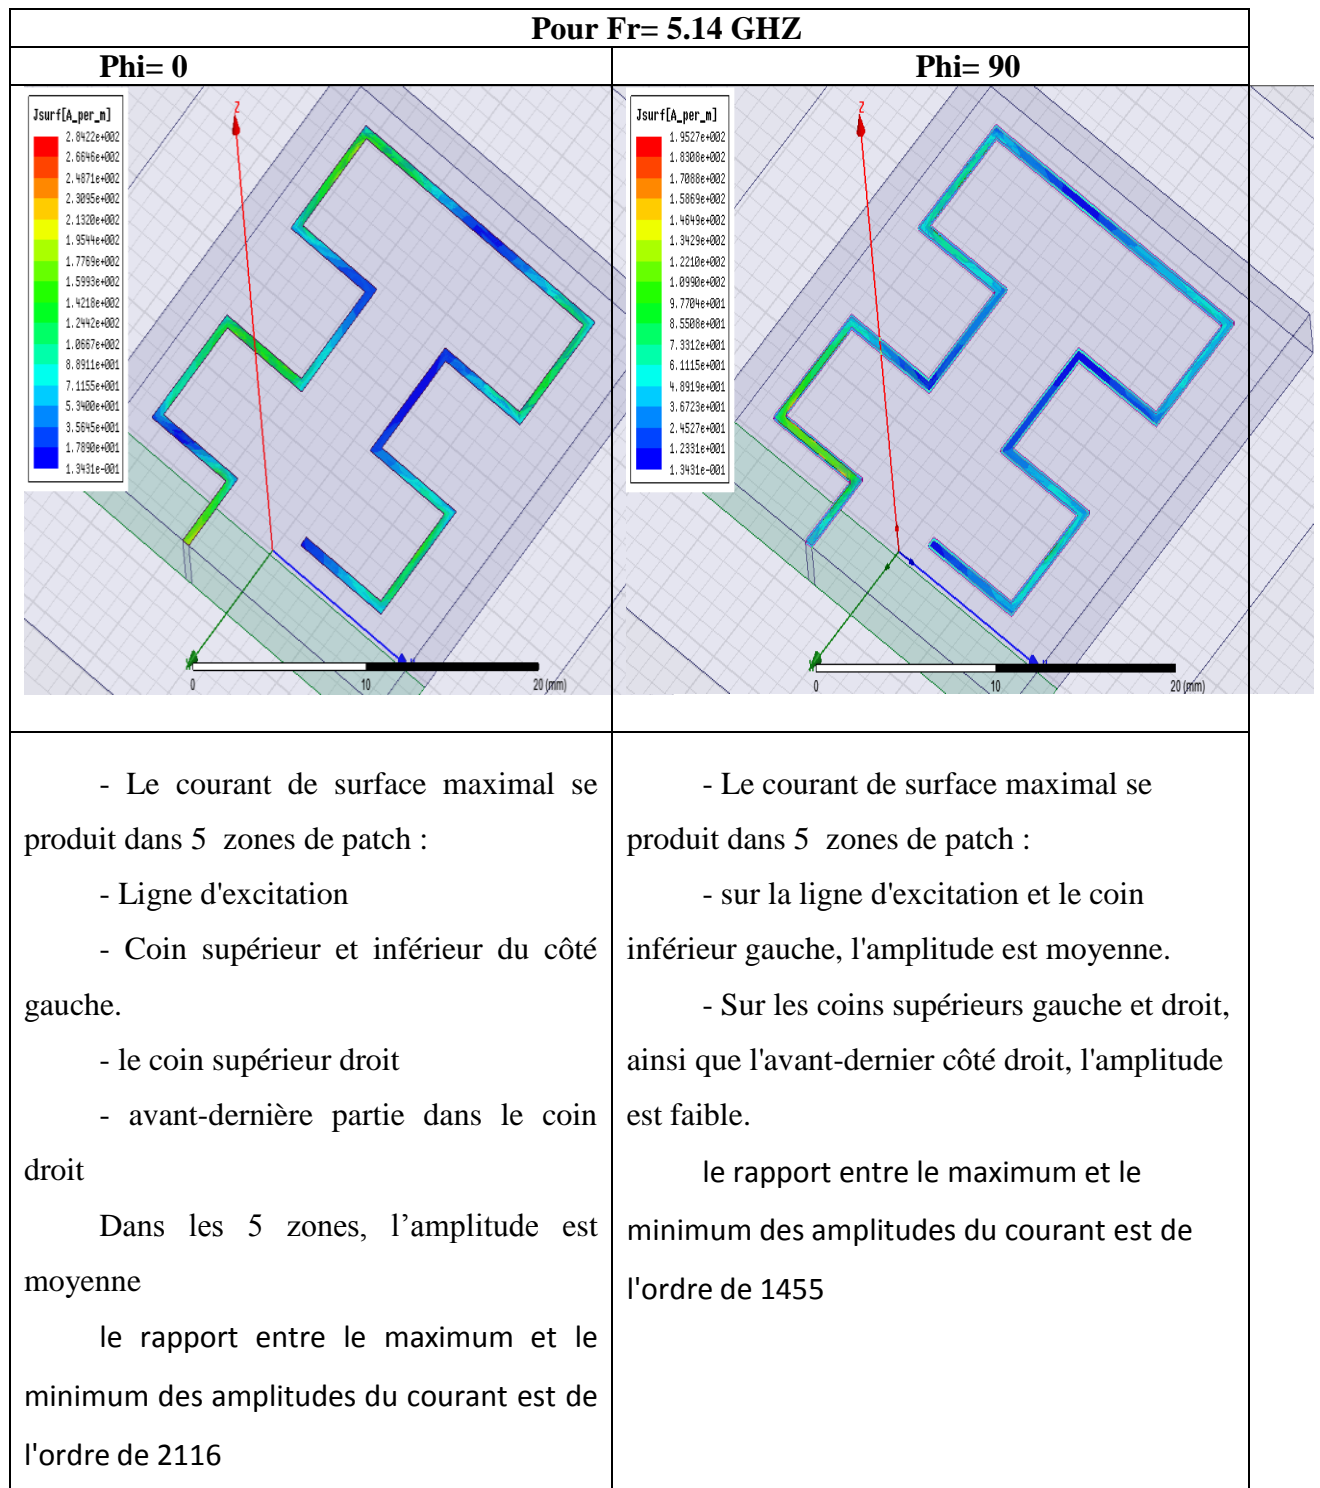 Pour Fr= 5.14 GHZ
Phi= 0
Phi= 90
Jsurf[A_per_m]
2.8422e+002
2.6646e+002
2.4871e+002
2.3095e+002
2.1320e+002
1.9544e+002
1.7769e+002
1.5993e+002
1.4218e+002
1.2442e+002
1.0667e+002
8.8911e+001
7.1155e+001
5.3400e+001
3.5645e+001
1.7890e+001
1.3431e-001
Z
0
10
20 (mm)
Jsurf[A_per_m]
1.9527e+002
1.8308e+002
1.7088e+002
1.5869e+002
1.4649e+002
1.3429e+002
1.2210e+002
1.0990e+002
9.7704e+001
8.5508e+001
7.3312e+001
6.1115e+001
4.8919e+001
3.6723e+001
2.4527e+001
1.2331e+001
1.3431e-001
Z
0
10
20 (mm)
- Le courant de surface maximal se
produit dans 5 zones de patch :
- Ligne d'excitation
- Coin supérieur et inférieur du côté
gauche.
- le coin supérieur droit
- avant-dernière partie dans le coin
droit
Dans les 5 zones, l’amplitude est
moyenne
le rapport entre le maximum et le
minimum des amplitudes du courant est de
l'ordre de 2116
- Le courant de surface maximal se
produit dans 5 zones de patch :
- sur la ligne d'excitation et le coin
inférieur gauche, l'amplitude est moyenne.
- Sur les coins supérieurs gauche et droit,
ainsi que l'avant-dernier côté droit, l'amplitude
est faible.
le rapport entre le maximum et le
minimum des amplitudes du courant est de
l'ordre de 1455